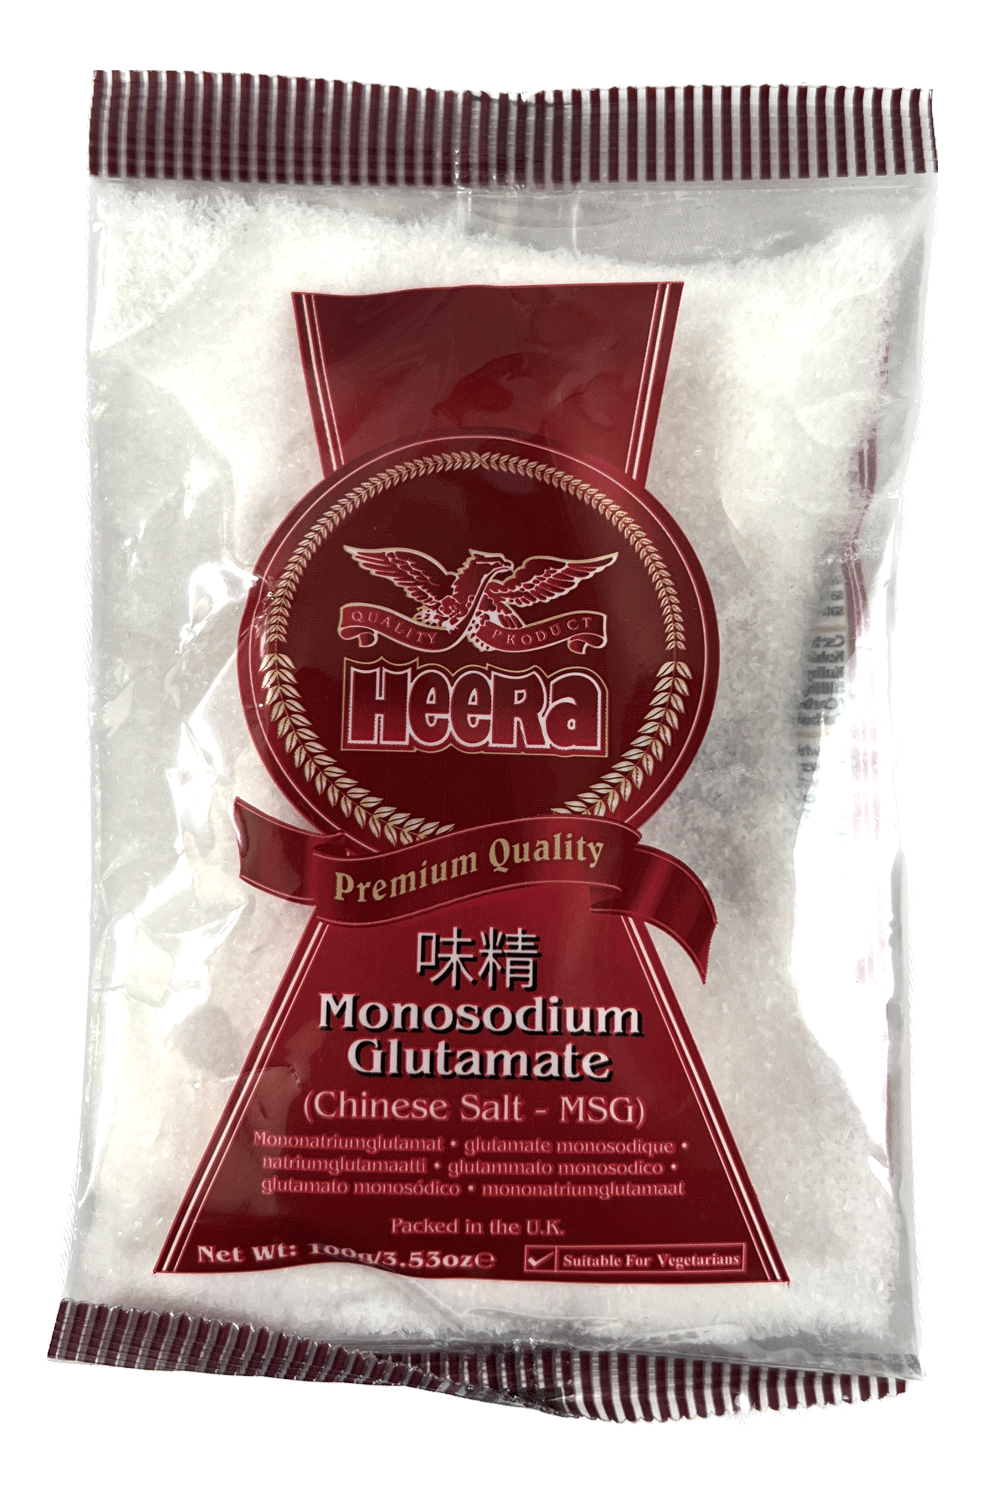 QUALITY PRODUCT
HEERA
Premium Quality
味精
Monosodium
Glutamate
(Chinese Salt - MSG)
Mononatriumglutamat • glutamate monosodique •
natriumglutamaatti • glutammato monosodico •
glutamato monosódico • mononatriumglutamaat
Packed in the U.K.
Net Wt: 100g/3.53oz℮ Suitable For Vegetarians